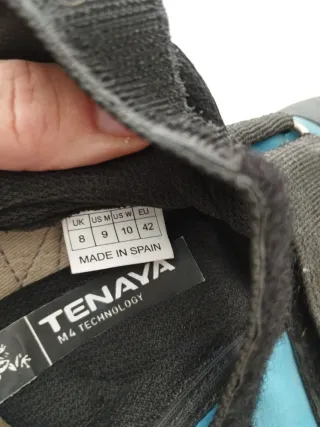 UK US M US W EU
8 9 10 42
MADE IN SPAIN
TENAYA
M4 TECHNOLOGY